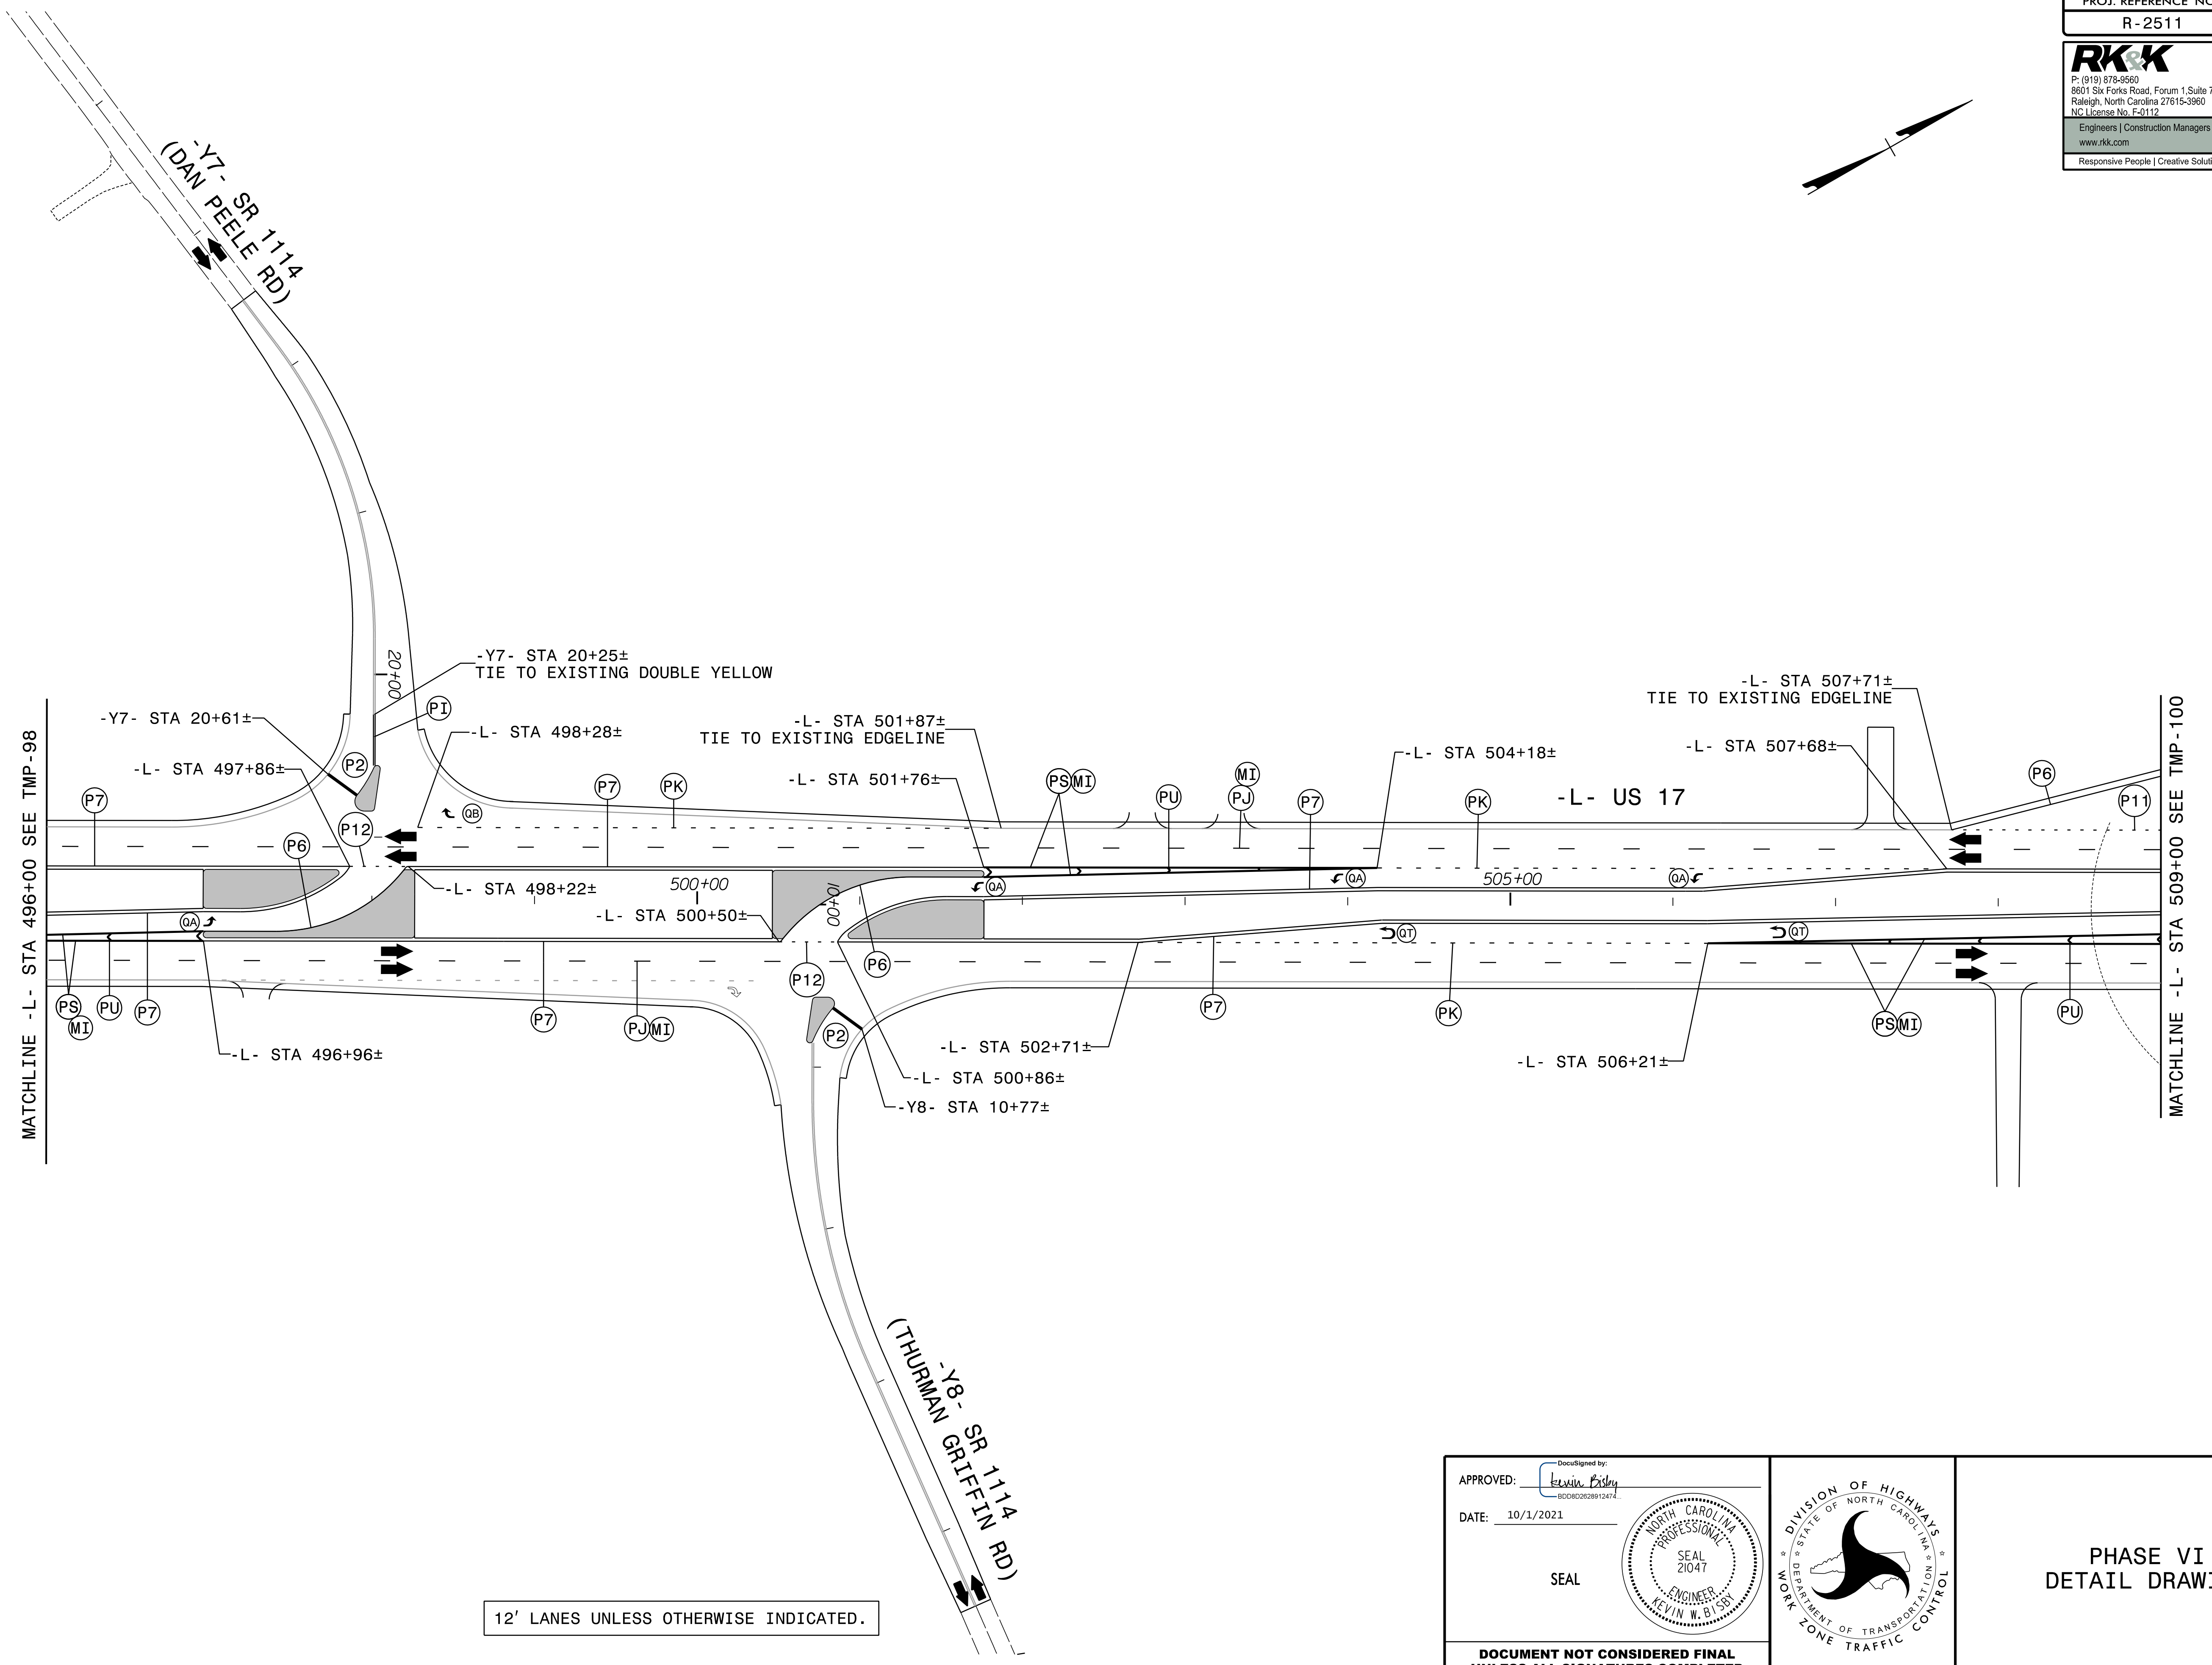 PROJ. REFERENCE NO
R-2511
RK&K
P: (919) 878-9560
8601 Six Forks Road, Forum 1,Suite 7
Raleigh, North Carolina 27615-3960
NC License No. F-0112
Engineers | Construction Managers
www.rkk.com
Responsive People | Creative Soluti
-Y7- SR 1114
(DAN PEELE RD)
20+00
-Y7- STA 20+25±
TIE TO EXISTING DOUBLE YELLOW
PI
-Y7- STA 20+61±
-L- STA 498+28±
-L- STA 497+86±
P2
-L- STA 501+87±
TIE TO EXISTING EDGELINE
-L- STA 501+76±
-L- STA 504+18±
-L- STA 507+71±
TIE TO EXISTING EDGELINE
-L- STA 507+68±
MATCHLINE -L- STA 496+00 SEE TMP-98
MATCHLINE -L- STA 509+00 SEE TMP-100
P7
P12
P6
QB
P7
PK
PS MI
PU
MI
PJ
P7
PK
-L- US 17
P6
P11
-L- STA 498+22±
500+00
10+00
QA
QA
505+00
QA
QA
-L- STA 500+50±
QT
QT
PS
MI
PU
P7
P7
PJ MI
P12
P6
P2
P7
PK
PS MI
PU
-L- STA 496+96±
-L- STA 502+71±
-L- STA 500+86±
-Y8- STA 10+77±
-L- STA 506+21±
-Y8- SR 1114
(THURMAN GRIFFIN RD)
12' LANES UNLESS OTHERWISE INDICATED.
DocuSigned by:
APPROVED: Kevin Bisby
BDD8D2628912474...
DATE: 10/1/2021
SEAL
NORTH CAROLINA
PROFESSIONAL
SEAL
21047
ENGINEER
KEVIN W. BISBY
DOCUMENT NOT CONSIDERED FINAL
UNLESS ALL SIGNATURES COMPLETED
DIVISION OF HIGHWAYS
STATE OF NORTH CAROLINA
DEPARTMENT OF TRANSPORTATION
WORK ZONE TRAFFIC CONTROL
PHASE VI
DETAIL DRAWI